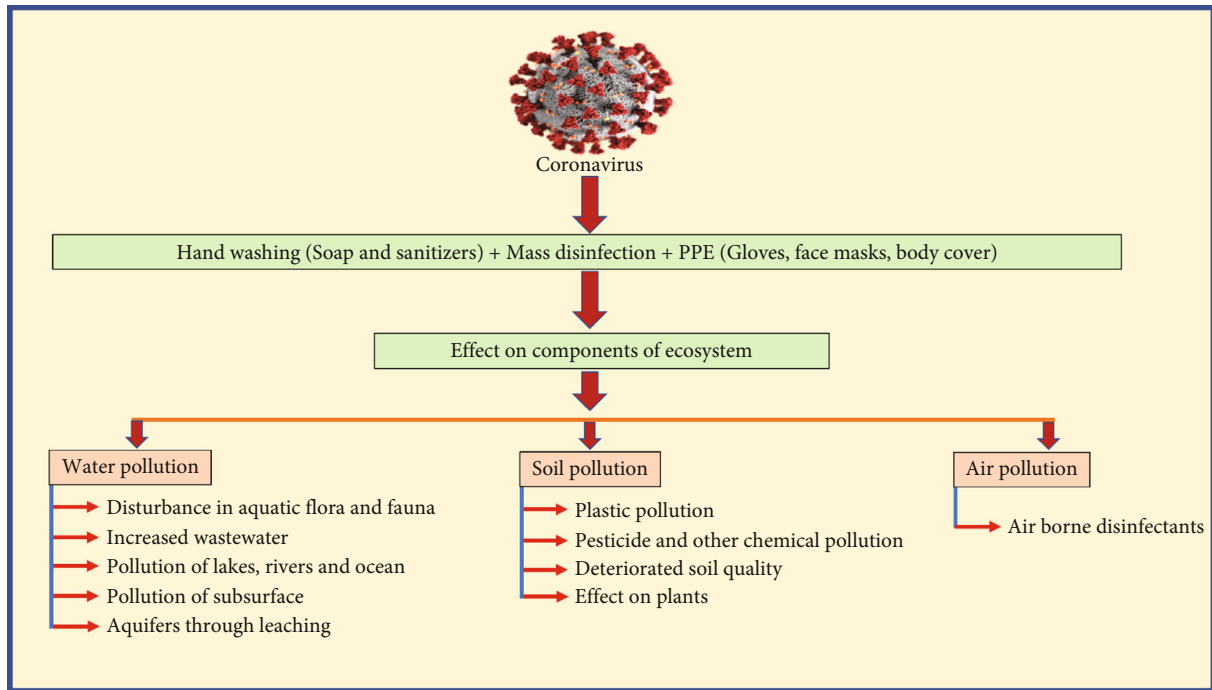 Coronavirus
Hand washing (Soap and sanitizers) + Mass disinfection + PPE (Gloves, face masks, body cover)
Effect on components of ecosystem
Water pollution
Disturbance in aquatic flora and fauna
Increased wastewater
Pollution of lakes, rivers and ocean
Pollution of subsurface
Aquifers through leaching
Soil pollution
Plastic pollution
Pesticide and other chemical pollution
Deteriorated soil quality
Effect on plants
Air pollution
Air borne disinfectants